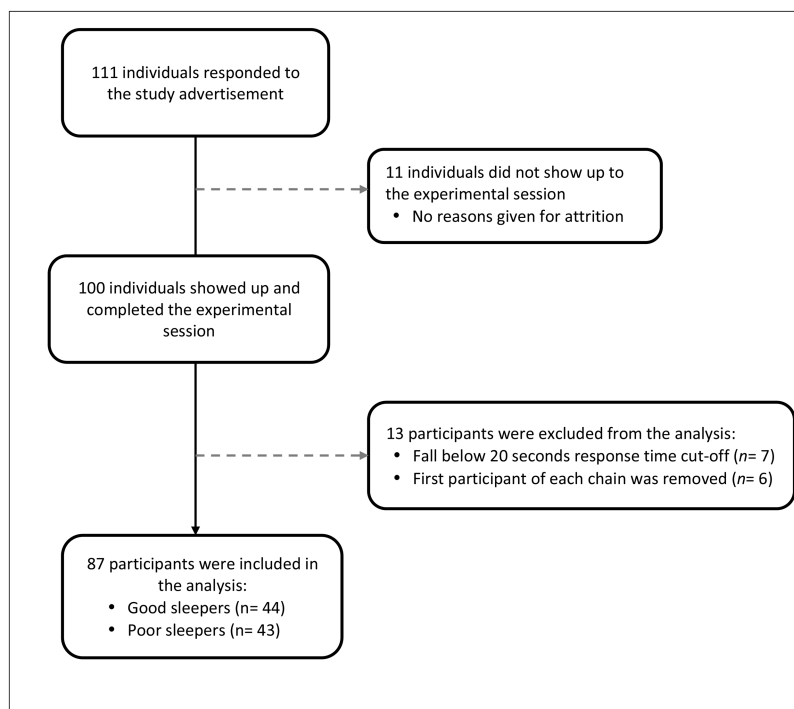 111 individuals responded to
the study advertisement
11 individuals did not show up to
the experimental session
• No reasons given for attrition
100 individuals showed up and
completed the experimental
session
13 participants were excluded from the analysis:
• Fall below 20 seconds response time cut-off (n= 7)
• First participant of each chain was removed (n= 6)
87 participants were included in
the analysis:
• Good sleepers (n= 44)
• Poor sleepers (n= 43)